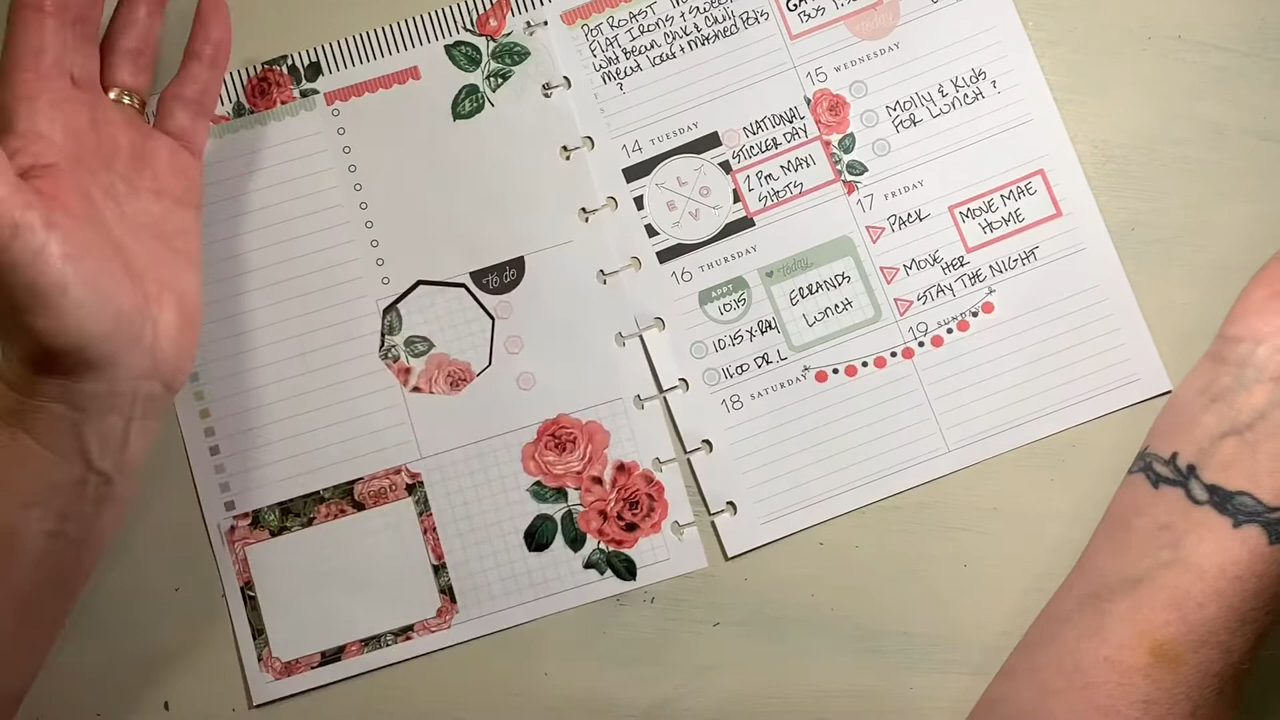 to do
POT ROAST
FLAT IRONS + SWEET
WHT BEAN CHK & CHILI
MEAT LOAF + MASHED POT'S
?
today
14 TUESDAY
NATIONAL
STICKER DAY
2 PM MAXI
SHOTS
LOVE
15 WEDNESDAY
MOLLY & KIDS
FOR LUNCH?
16 THURSDAY
APPT
10:15
10:15 X-RAY
11:00 DR. L
today
ERRANDS
LUNCH
17 FRIDAY
PACK
MOVE MAE
HOME
MOVE
HER
STAY THE NIGHT
18 SATURDAY
19 SUNDAY